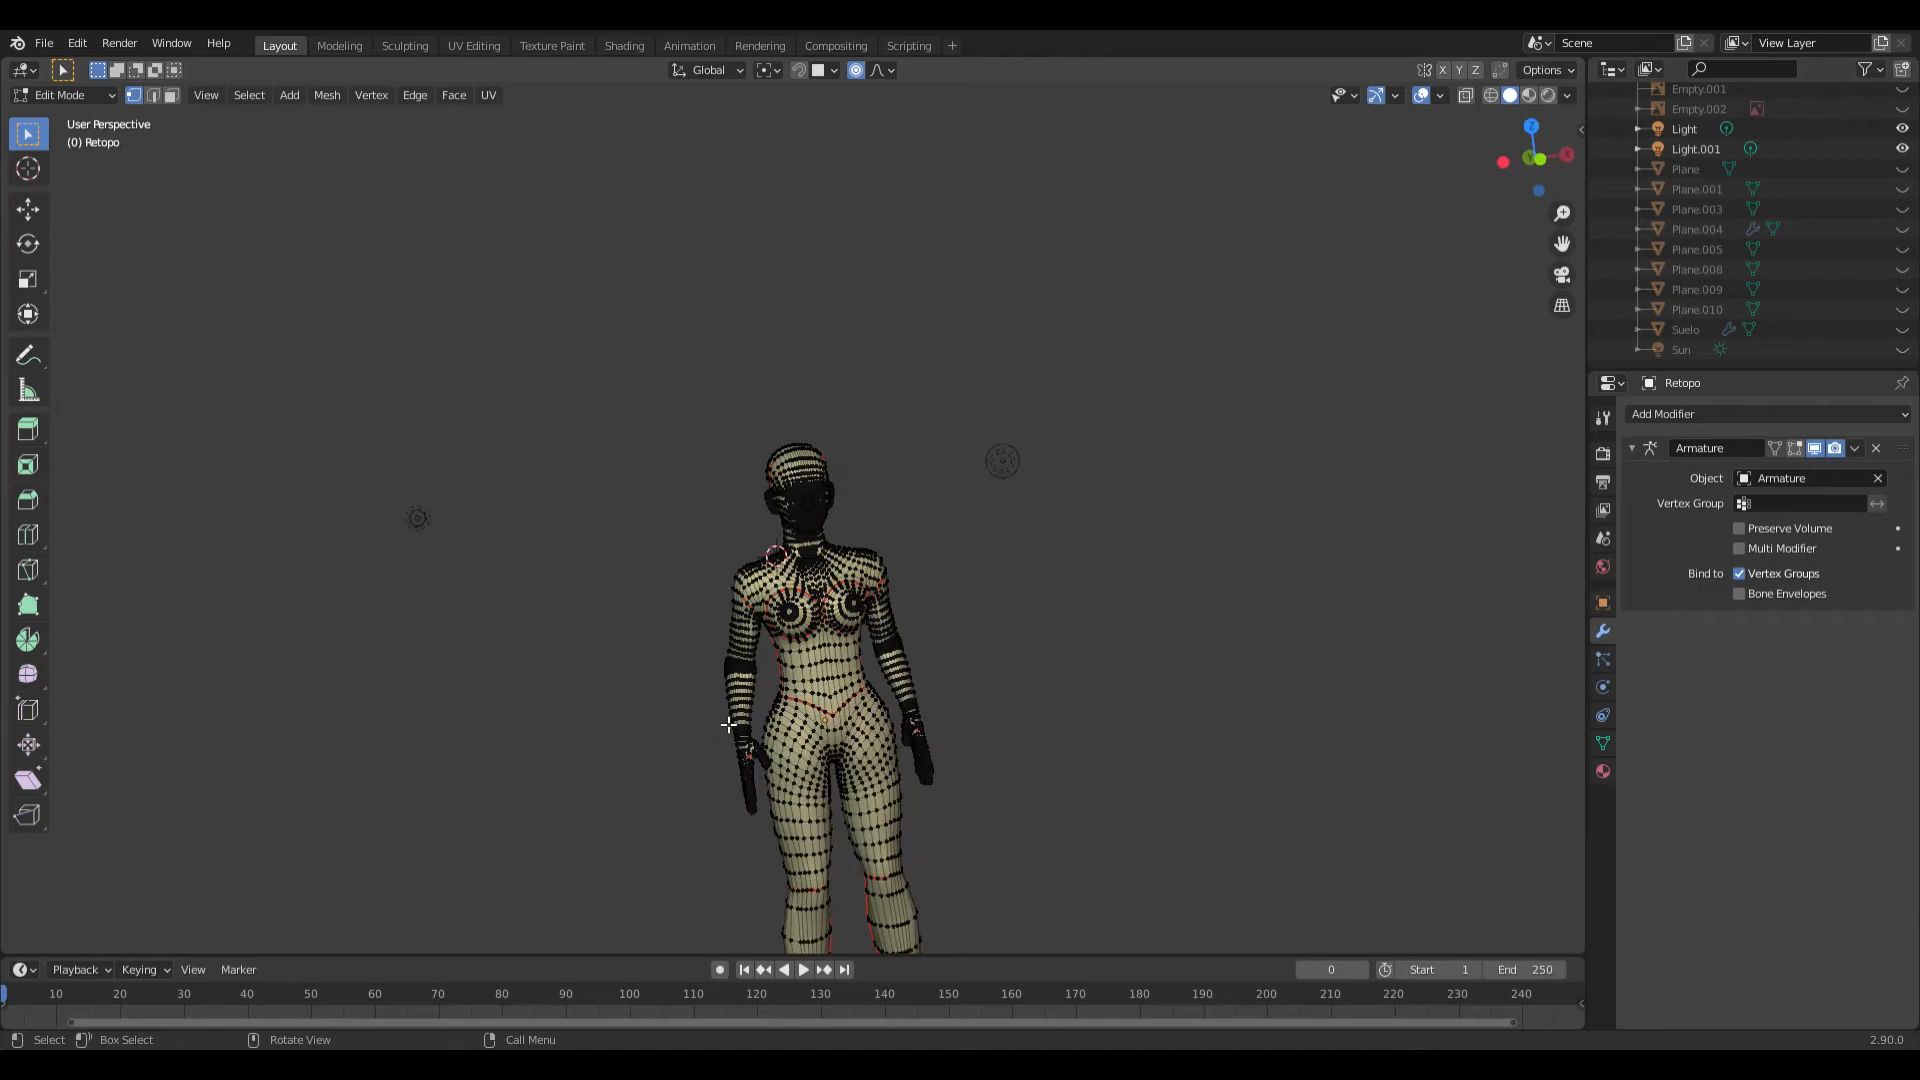 File Edit Render Window Help Layout Modeling Sculpting UV Editing Texture Paint Shading Animation Rendering Compositing Scripting + Scene View Layer
Global X Y Z Options
Edit Mode View Select Add Mesh Vertex Edge Face UV
User Perspective
(0) Retopo
Z
X
Y
Empty.001
Empty.002
Light
Light.001
Plane
Plane.001
Plane.003
Plane.004
Plane.005
Plane.008
Plane.009
Plane.010
Suelo
Sun
Retopo
Add Modifier
Armature
Object Armature
Vertex Group
Preserve Volume
Multi Modifier
Bind to Vertex Groups
Bone Envelopes
Playback Keying View Marker 0 Start 1 End 250
10 20 30 40 50 60 70 80 90 100 110 120 130 140 150 160 170 180 190 200 210 220 230 240
Select Box Select Rotate View Call Menu 2.90.0